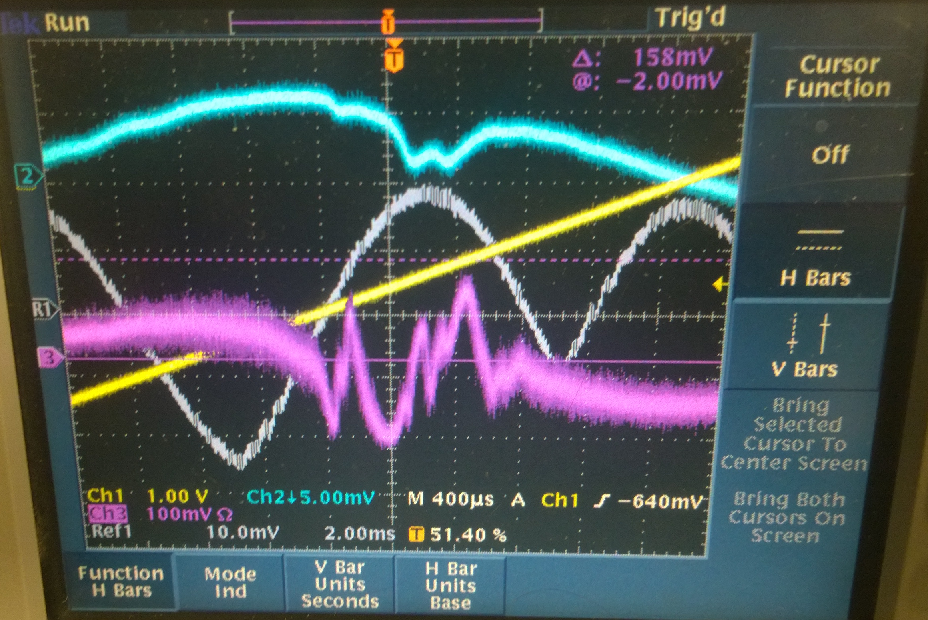 Tek Run
Trig'd
T
T
Δ: 158mV
@: −2.00mV
2
R1
3
Cursor
Function
Off
H Bars
V Bars
Bring
Selected
Cursor To
Center Screen
Bring Both
Cursors On
Screen
Ch1 1.00 V Ch2↓5.00mV M 400µs A Ch1 ƒ −640mV
Ch3 100mV Ω
Ref1 10.0mV 2.00ms T 51.40 %
Function
H Bars
Mode
Ind
V Bar
Units
Seconds
H Bar
Units
Base